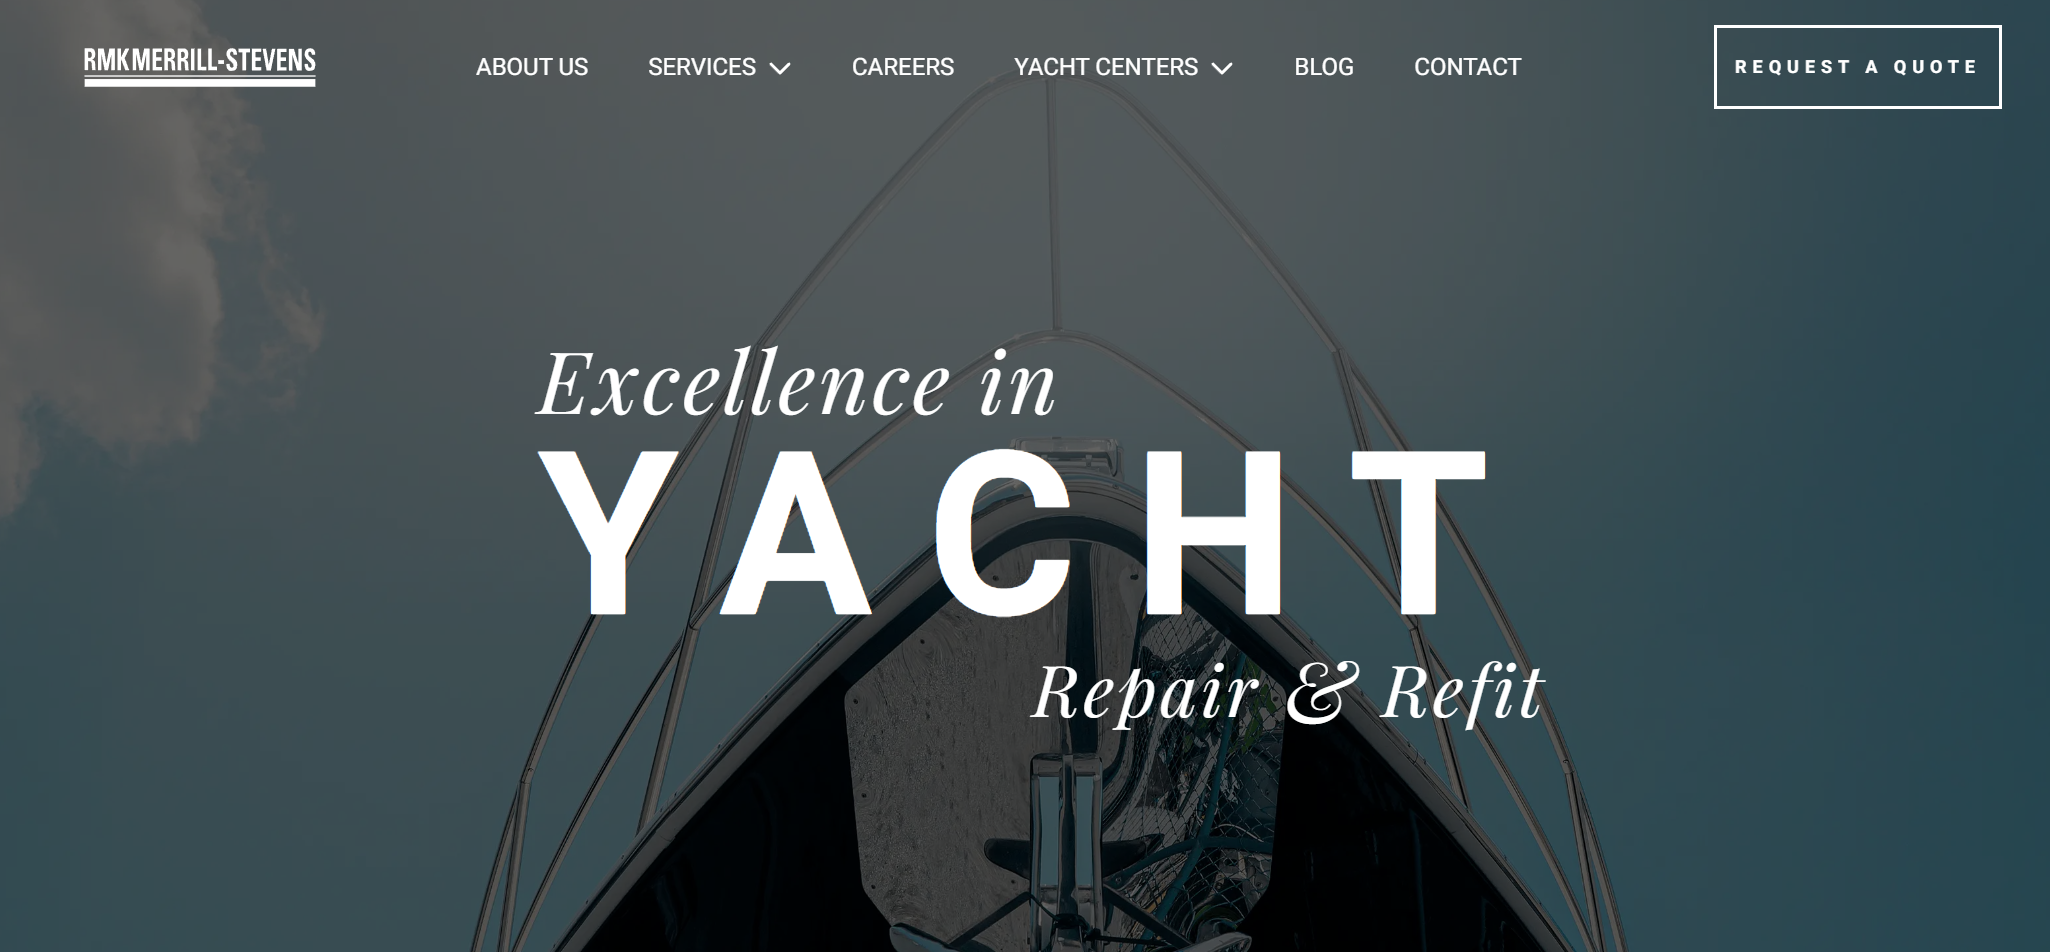 RMK MERRILL-STEVENS
ABOUT US
SERVICES
CAREERS
YACHT CENTERS
BLOG
CONTACT
REQUEST A QUOTE
Excellence in
YACHT
Repair & Refit